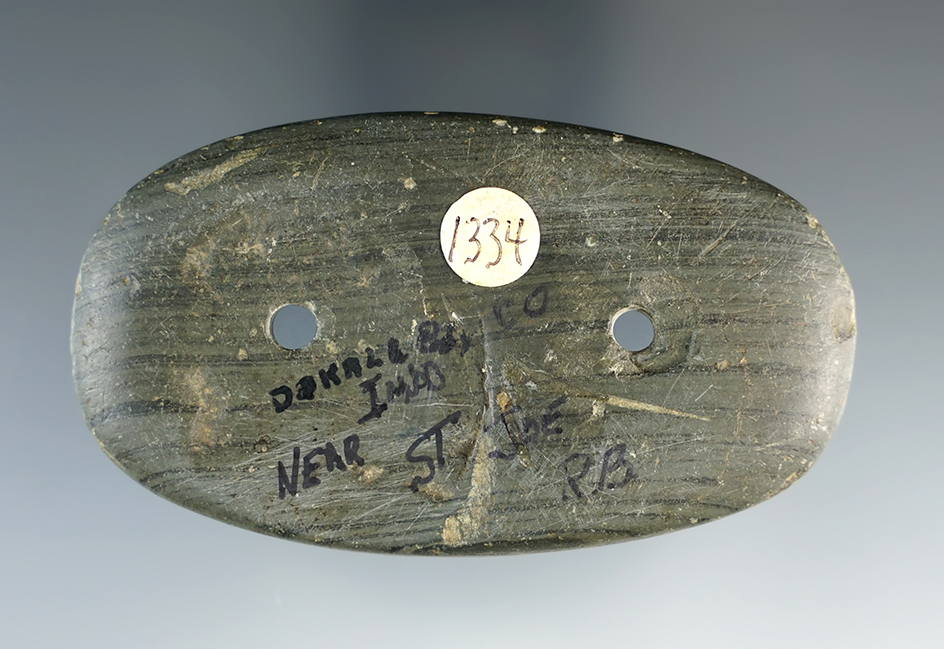 1334
DEKALB CO
IND
NEAR ST. JOE
RB